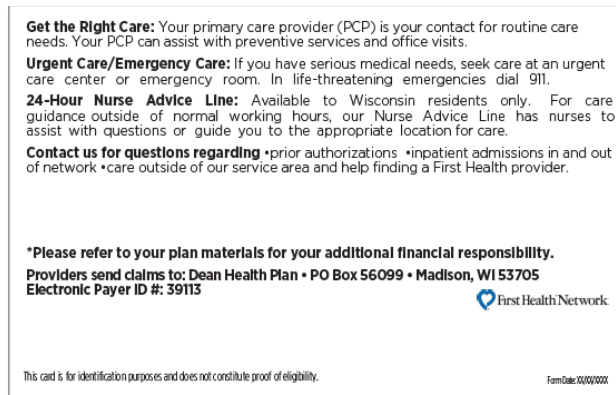 Get the Right Care: Your primary care provider (PCP) is your contact for routine care
needs. Your PCP can assist with preventive services and office visits.
Urgent Care/Emergency Care: If you have serious medical needs, seek care at an urgent
care center or emergency room. In life-threatening emergencies dial 911.
24-Hour Nurse Advice Line: Available to Wisconsin residents only. For care
guidance outside of normal working hours, our Nurse Advice Line has nurses to
assist with questions or guide you to the appropriate location for care.
Contact us for questions regarding •prior authorizations •inpatient admissions in and out
of network •care outside of our service area and help finding a First Health provider.
*Please refer to your plan materials for your additional financial responsibility.
Providers send claims to: Dean Health Plan • PO Box 56099 • Madison, WI 53705
Electronic Payer ID #: 39113
First Health Network
This card is for identification purposes and does not constitute proof of eligibility.
Form Date: XX/XX/XXXX